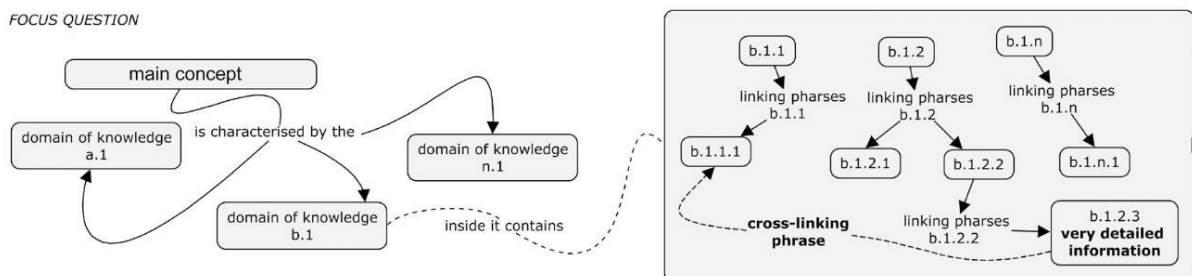 FOCUS QUESTION
main concept
domain of knowledge
a.1
is characterised by the
domain of knowledge
n.1
domain of knowledge
b.1
inside it contains
b.1.1
b.1.2
b.1.n
linking pharses
b.1.1
linking pharses
b.1.2
linking pharses
b.1.n
b.1.1.1
b.1.2.1
b.1.2.2
b.1.n.1
cross-linking
phrase
linking pharses
b.1.2.2
b.1.2.3
very detailed
information